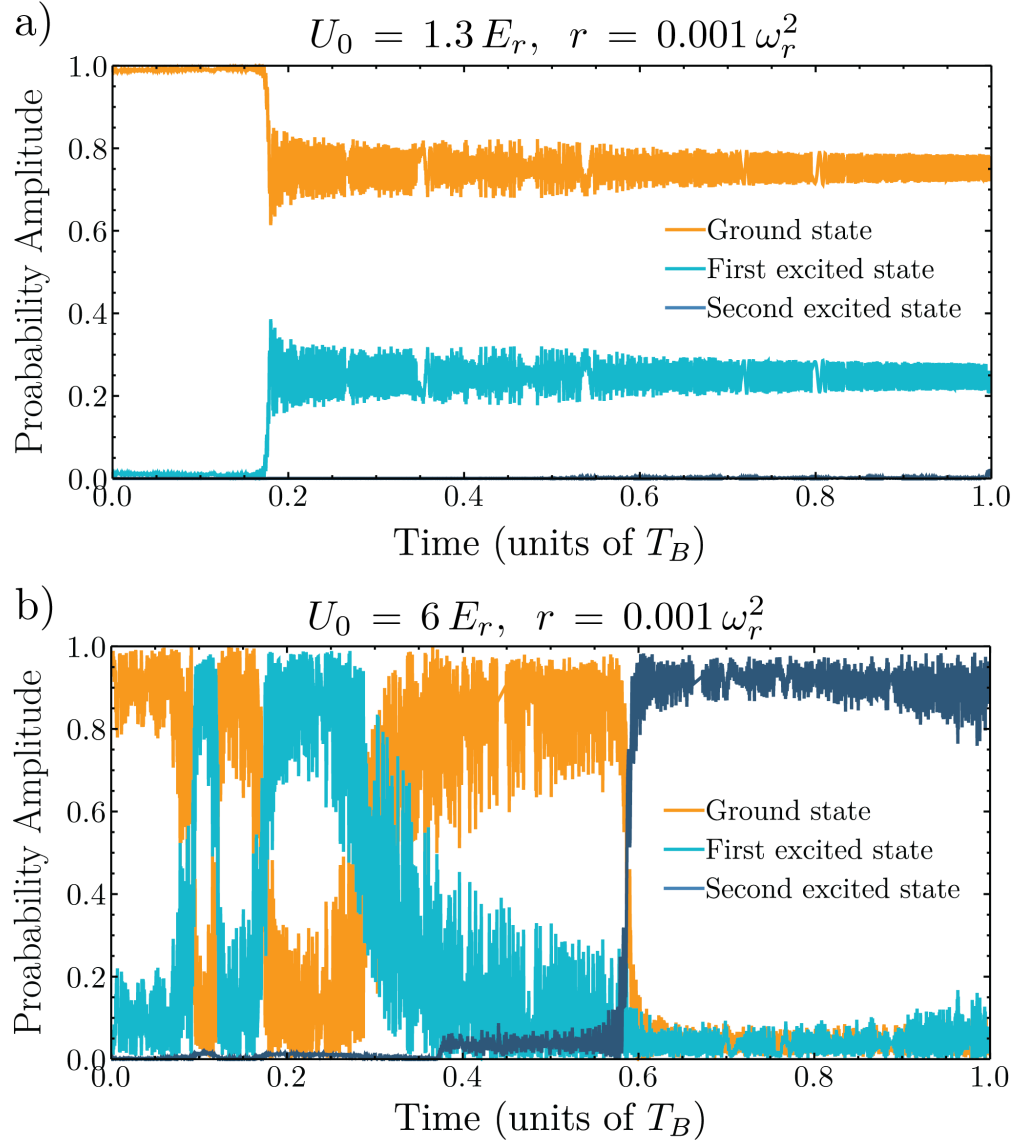 a)
U₀ = 1.3 Eᵣ, r = 0.001 ωᵣ²
Proabability Amplitude
1.0
0.8
0.6
0.4
0.2
0.0
Ground state
First excited state
Second excited state
0.0 0.2 0.4 0.6 0.8 1.0
Time (units of T_B)
b)
U₀ = 6 Eᵣ, r = 0.001 ωᵣ²
Proabability Amplitude
1.0
0.8
0.6
0.4
0.2
0.0
Ground state
First excited state
Second excited state
0.0 0.2 0.4 0.6 0.8 1.0
Time (units of T_B)